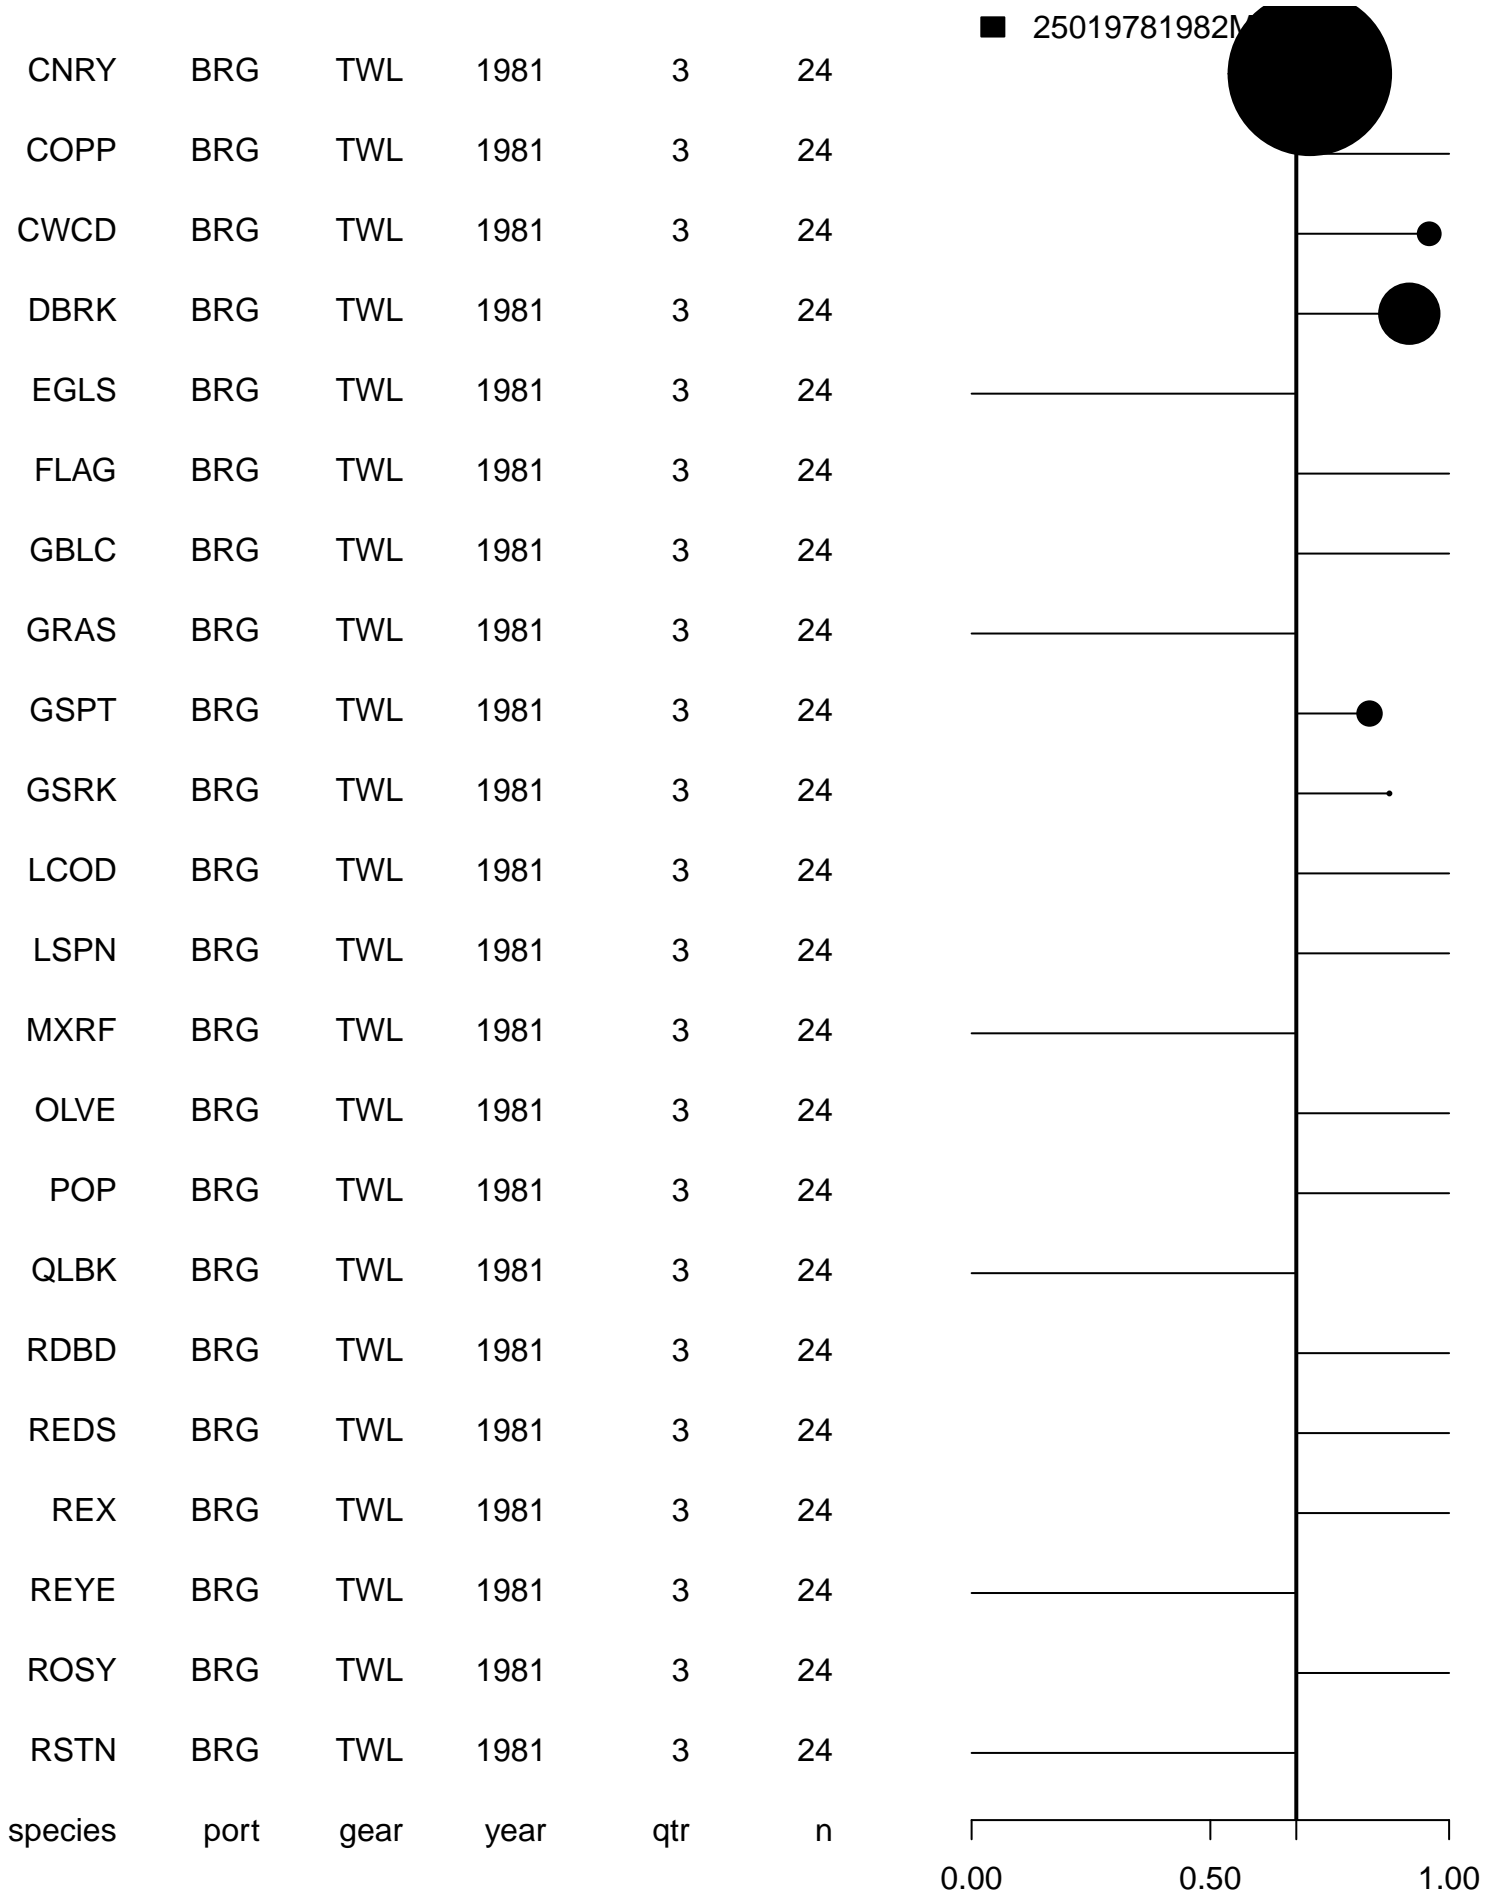 25019781982M
CNRY BRG TWL 1981 3 24
COPP BRG TWL 1981 3 24
CWCD BRG TWL 1981 3 24
DBRK BRG TWL 1981 3 24
EGLS BRG TWL 1981 3 24
FLAG BRG TWL 1981 3 24
GBLC BRG TWL 1981 3 24
GRAS BRG TWL 1981 3 24
GSPT BRG TWL 1981 3 24
GSRK BRG TWL 1981 3 24
LCOD BRG TWL 1981 3 24
LSPN BRG TWL 1981 3 24
MXRF BRG TWL 1981 3 24
OLVE BRG TWL 1981 3 24
POP BRG TWL 1981 3 24
QLBK BRG TWL 1981 3 24
RDBD BRG TWL 1981 3 24
REDS BRG TWL 1981 3 24
REX BRG TWL 1981 3 24
REYE BRG TWL 1981 3 24
ROSY BRG TWL 1981 3 24
RSTN BRG TWL 1981 3 24
species port gear year qtr n
0.00 0.50 1.00